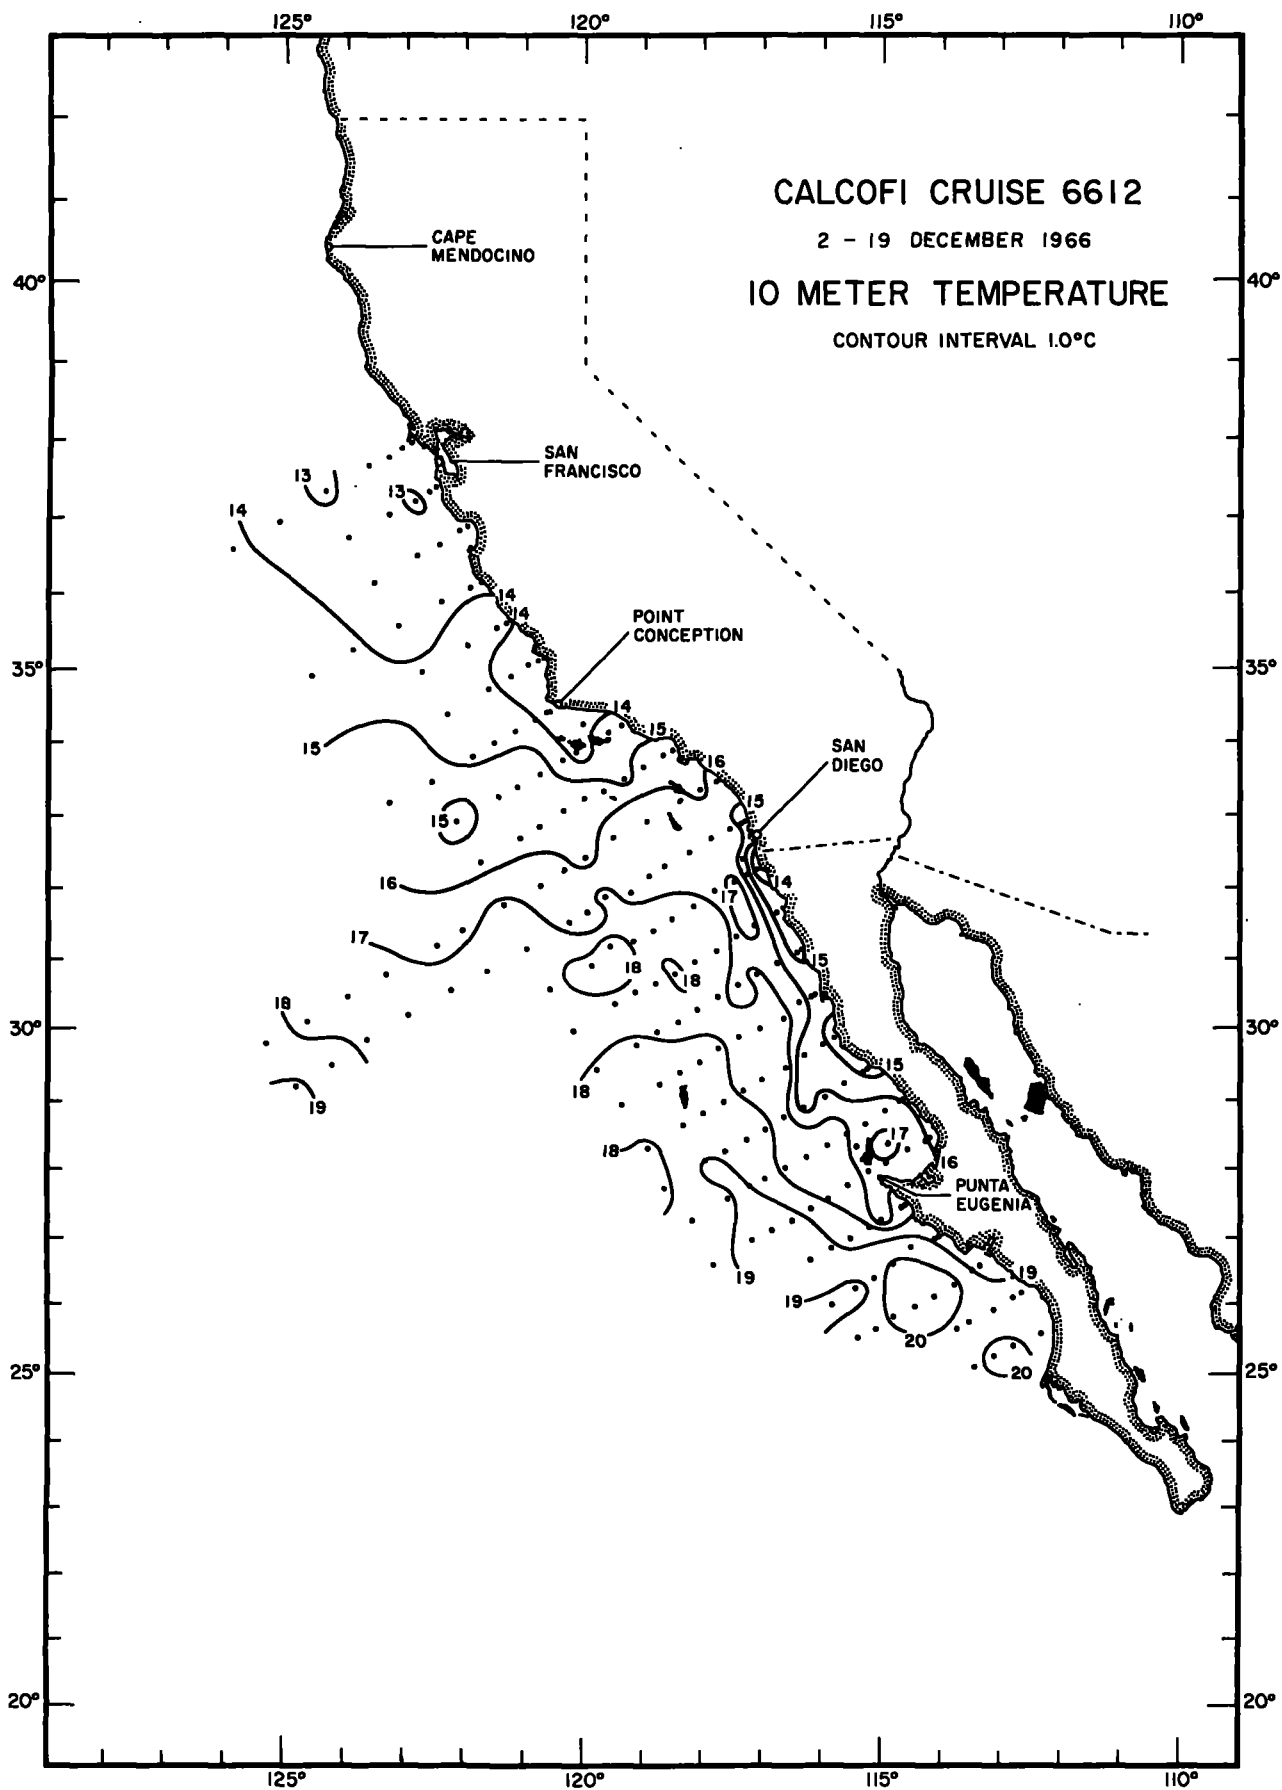 125° 120° 115° 110°
CALCOFI CRUISE 6612
2 - 19 DECEMBER 1966
10 METER TEMPERATURE
CONTOUR INTERVAL 1.0°C
CAPE
MENDOCINO
40° 40°
SAN
FRANCISCO
13
13
14
14
14
POINT
CONCEPTION
35° 35°
14
15
15
SAN
DIEGO
16
15
15
14
16
17
17
15
18
18
18
30° 30°
15
18
19
17
18
16
PUNTA
EUGENIA
19
19
19
20
20
25° 25°
20° 20°
125° 120° 115° 110°